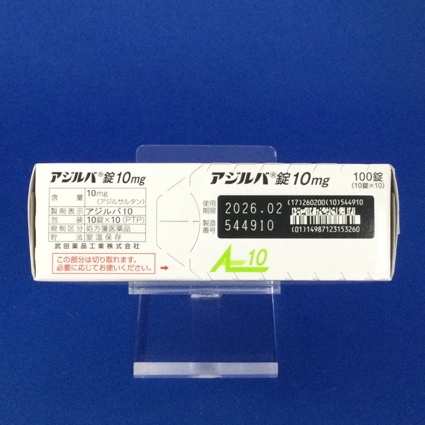 アジルバ®錠10mg
含量 10mg
(アジルサルタン)
製剤表示 アジルバ10
包装 10錠×10(PTP)
規制区分 処方箋医薬品
貯法 室温保存
武田薬品工業株式会社
この部分は切り取れます。
必要に応じてお使いください。
アジルバ®錠10mg
100錠
(10錠×10)
使用期限 2026.02
製造番号 544910
(17)260200(10)544910
(01)14987123153260
A 10